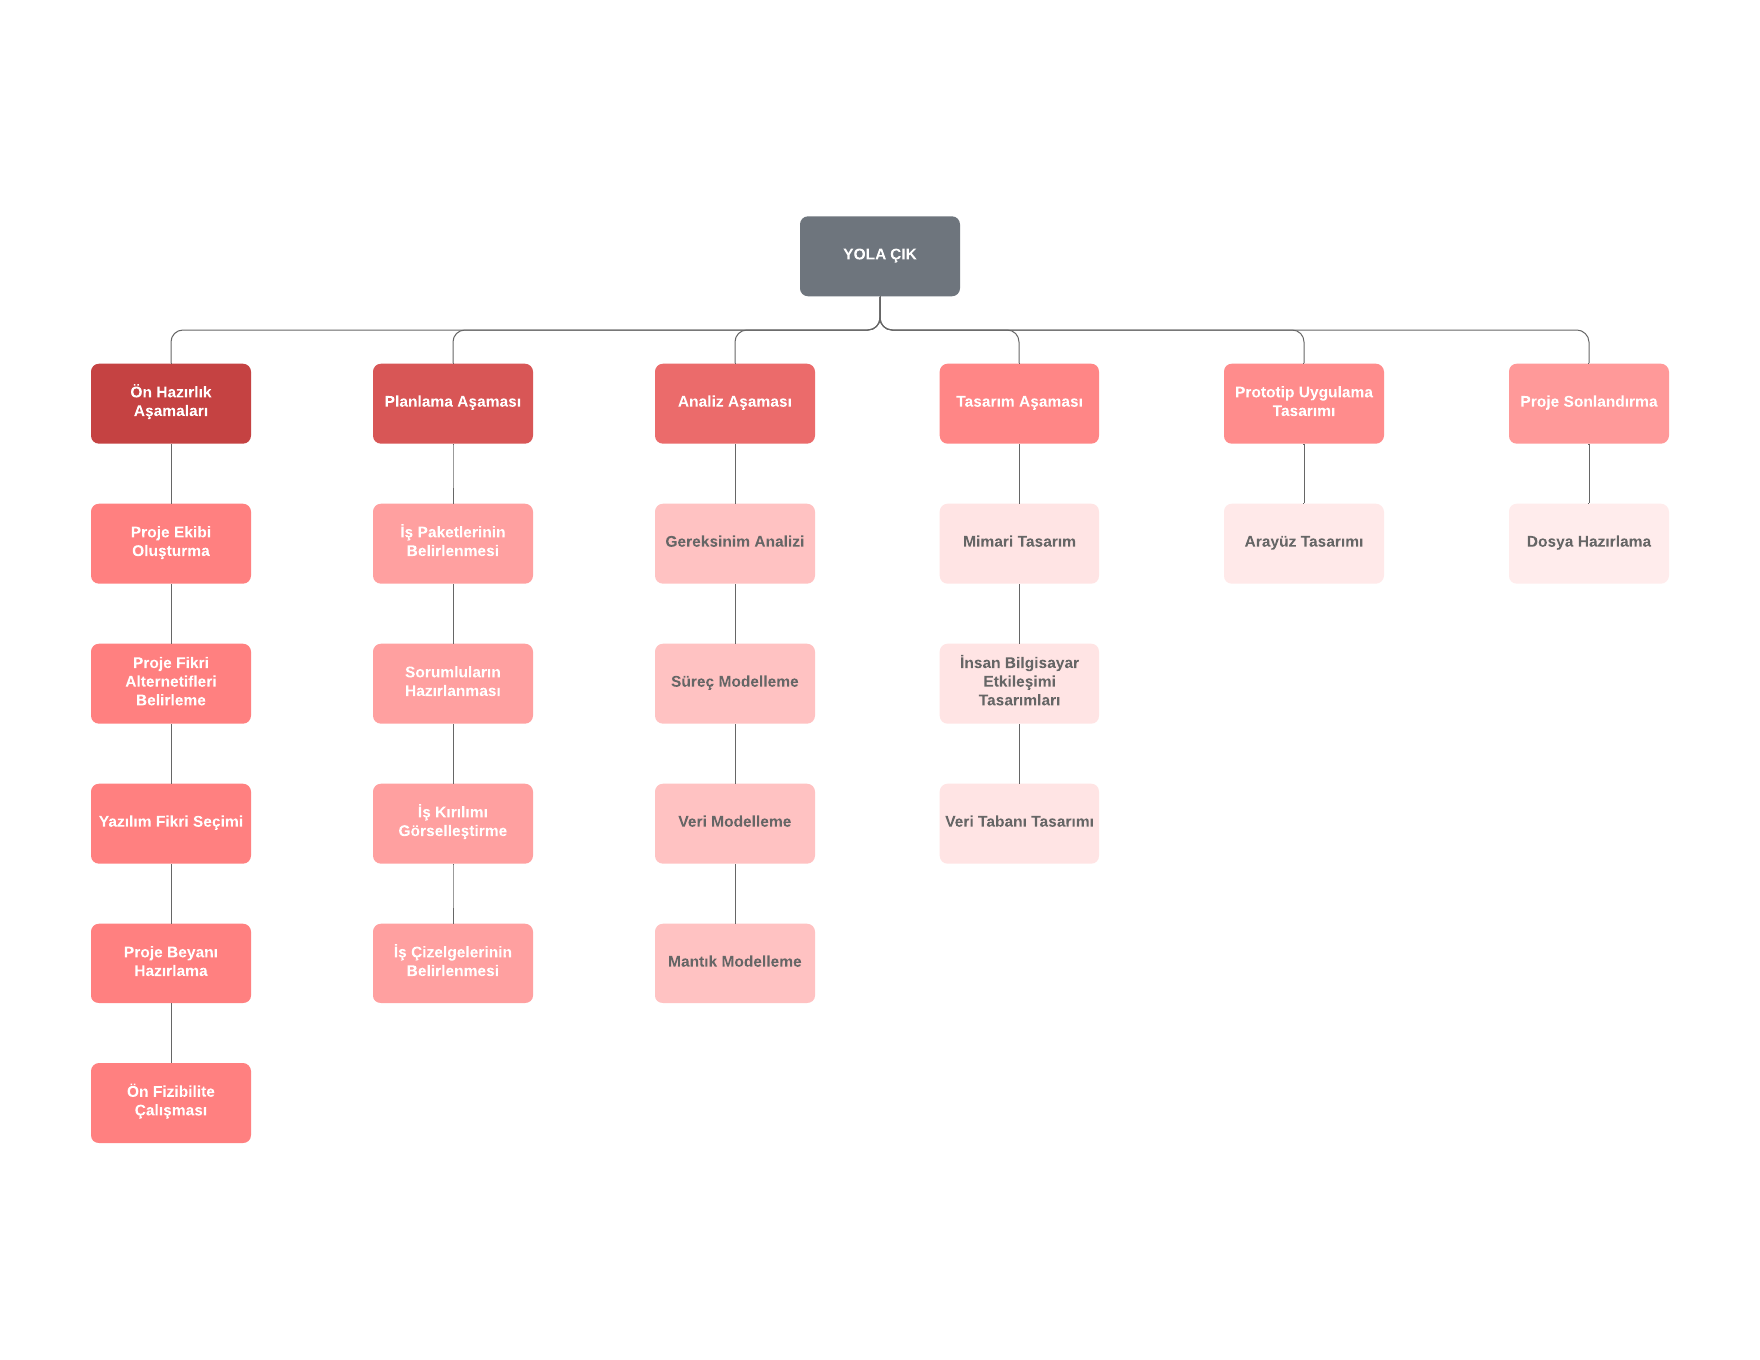 YOLA ÇIK
Ön Hazırlık
Aşamaları
Planlama Aşaması
Analiz Aşaması
Tasarım Aşaması
Prototip Uygulama
Tasarımı
Proje Sonlandırma
Proje Ekibi
Oluşturma
İş Paketlerinin
Belirlenmesi
Gereksinim Analizi
Mimari Tasarım
Arayüz Tasarımı
Dosya Hazırlama
Proje Fikri
Alternetifleri
Belirleme
Sorumluların
Hazırlanması
Süreç Modelleme
İnsan Bilgisayar
Etkileşimi
Tasarımları
Yazılım Fikri Seçimi
İş Kırılımı
Görselleştirme
Veri Modelleme
Veri Tabanı Tasarımı
Proje Beyanı
Hazırlama
İş Çizelgelerinin
Belirlenmesi
Mantık Modelleme
Ön Fizibilite
Çalışması